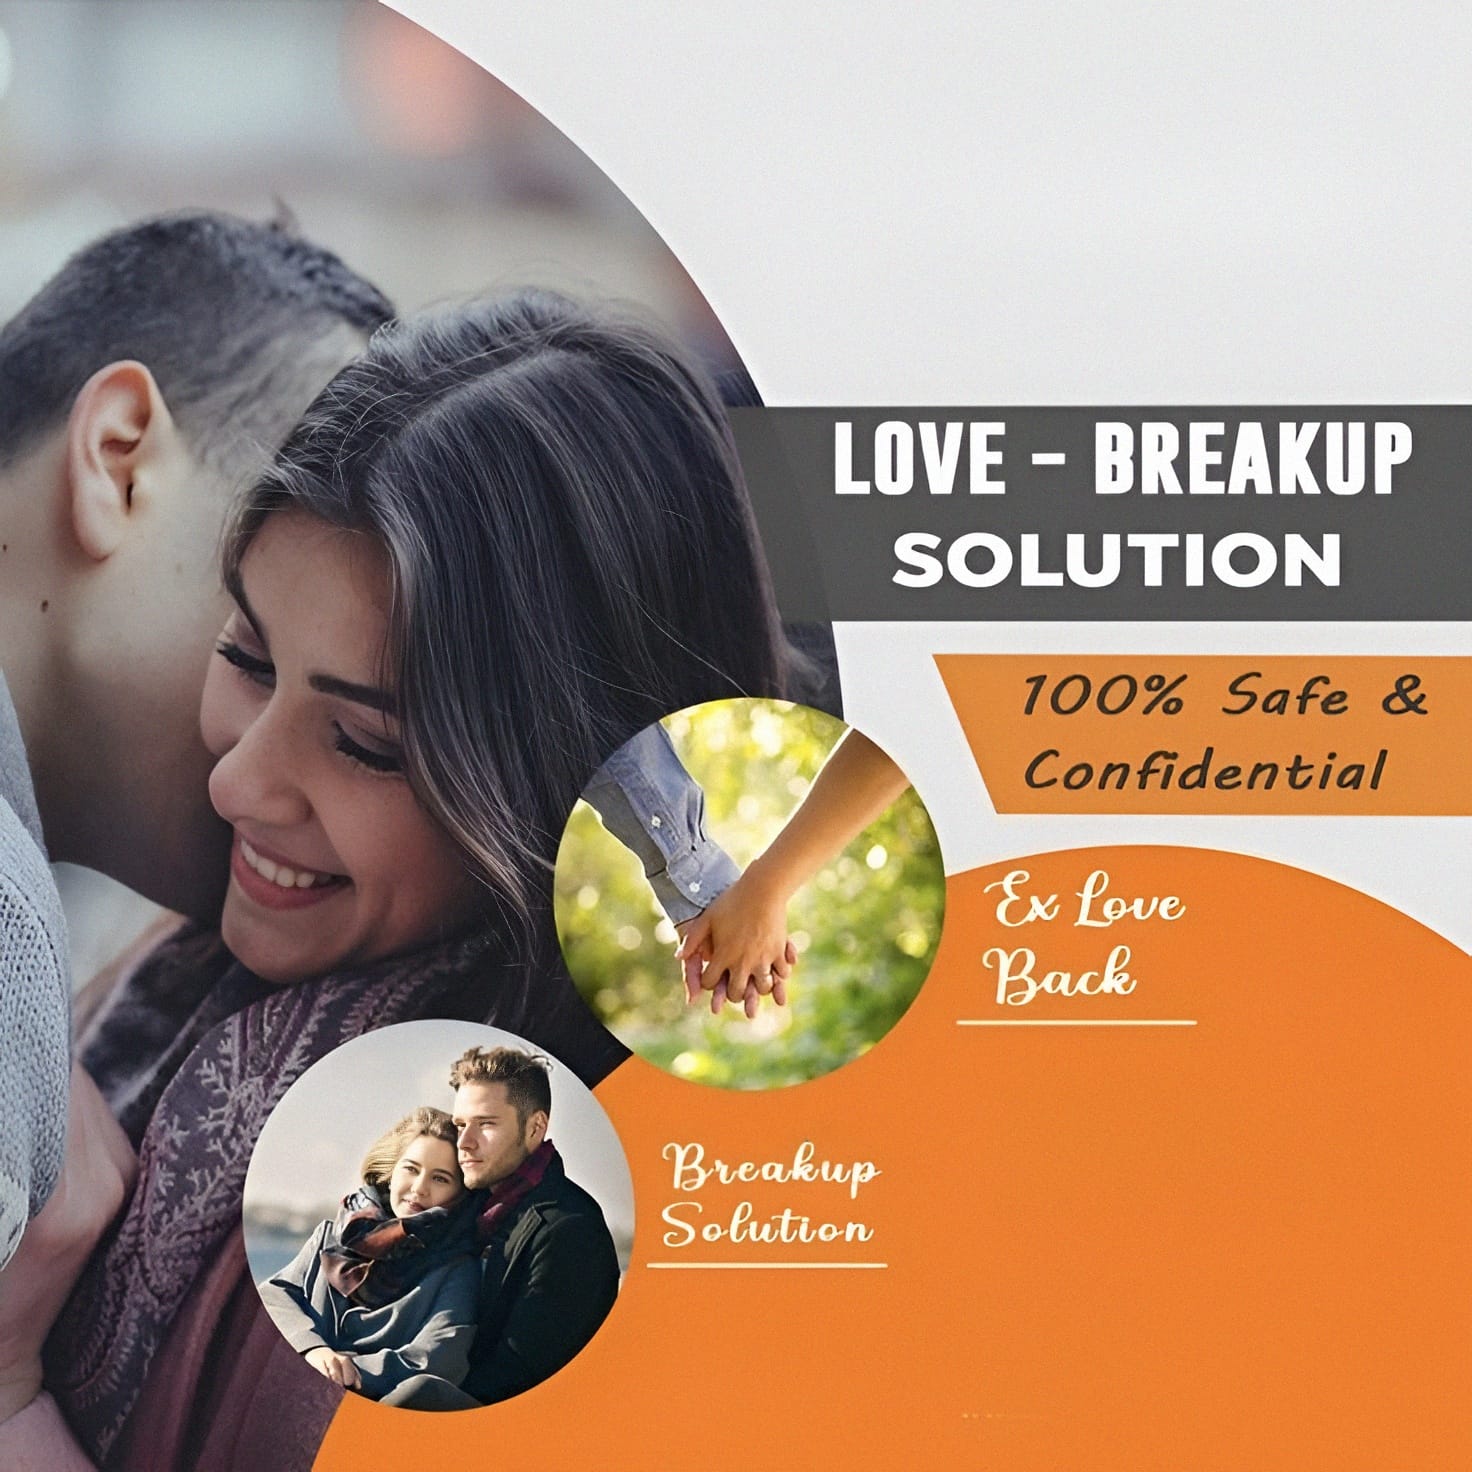 LOVE - BREAKUP
SOLUTION
100% Safe &
Confidential
Ex Love
Back
Breakup
Solution